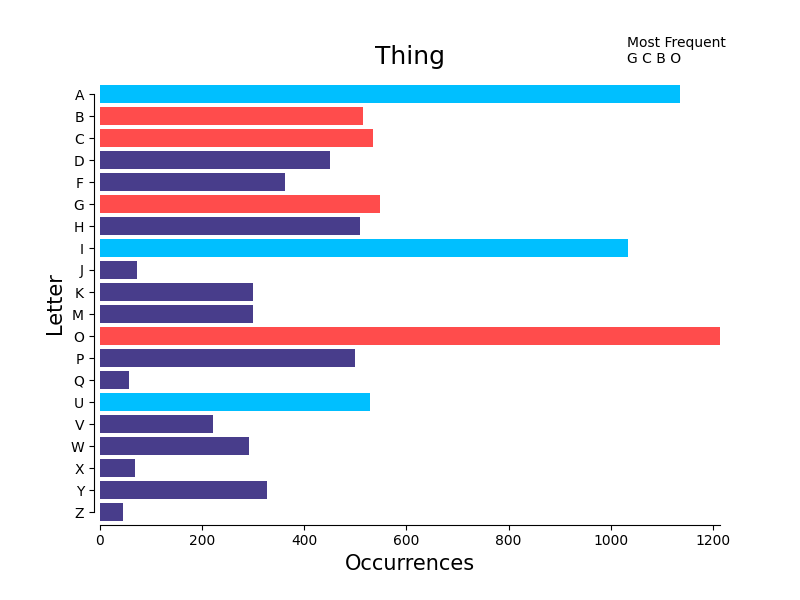 Most Frequent
G C B O
Thing
Letter
A
B
C
D
F
G
H
I
J
K
M
O
P
Q
U
V
W
X
Y
Z
0 200 400 600 800 1000 1200
Occurrences